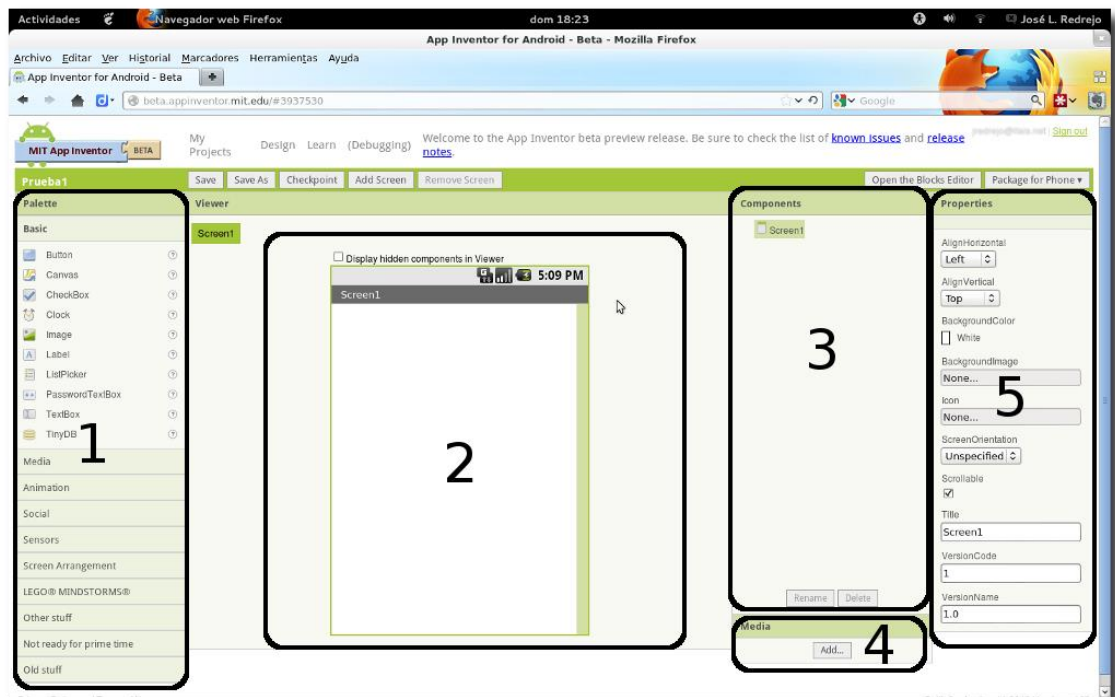 Actividades Navegador web Firefox dom 18:23 José L. Redrejo
App Inventor for Android - Beta - Mozilla Firefox
Archivo Editar Ver Historial Marcadores Herramientas Ayuda
App Inventor for Android - Beta
beta.appinventor.mit.edu/#3937530 Google
MIT App Inventor BETA
My Projects Design Learn (Debugging)
Welcome to the App Inventor beta preview release. Be sure to check the list of known issues and release
notes.
Sign out
Prueba1 Save Save As Checkpoint Add Screen Remove Screen Open the Blocks Editor Package for Phone
Palette
Basic
Button
Canvas
CheckBox
Clock
Image
Label
ListPicker
PasswordTextBox
TextBox
TinyDB
1
Media
Animation
Social
Sensors
Screen Arrangement
LEGO® MINDSTORMS®
Other stuff
Not ready for prime time
Old stuff
Viewer
Screen1
Display hidden components in Viewer
5:09 PM
Screen1
2
Components
Screen1
3
Rename Delete
Media
Add...
4
Properties
AlignHorizontal
Left
AlignVertical
Top
BackgroundColor
White
BackgroundImage
None...
Icon
None...
5
ScreenOrientation
Unspecified
Scrollable
Title
Screen1
VersionCode
1
VersionName
1.0